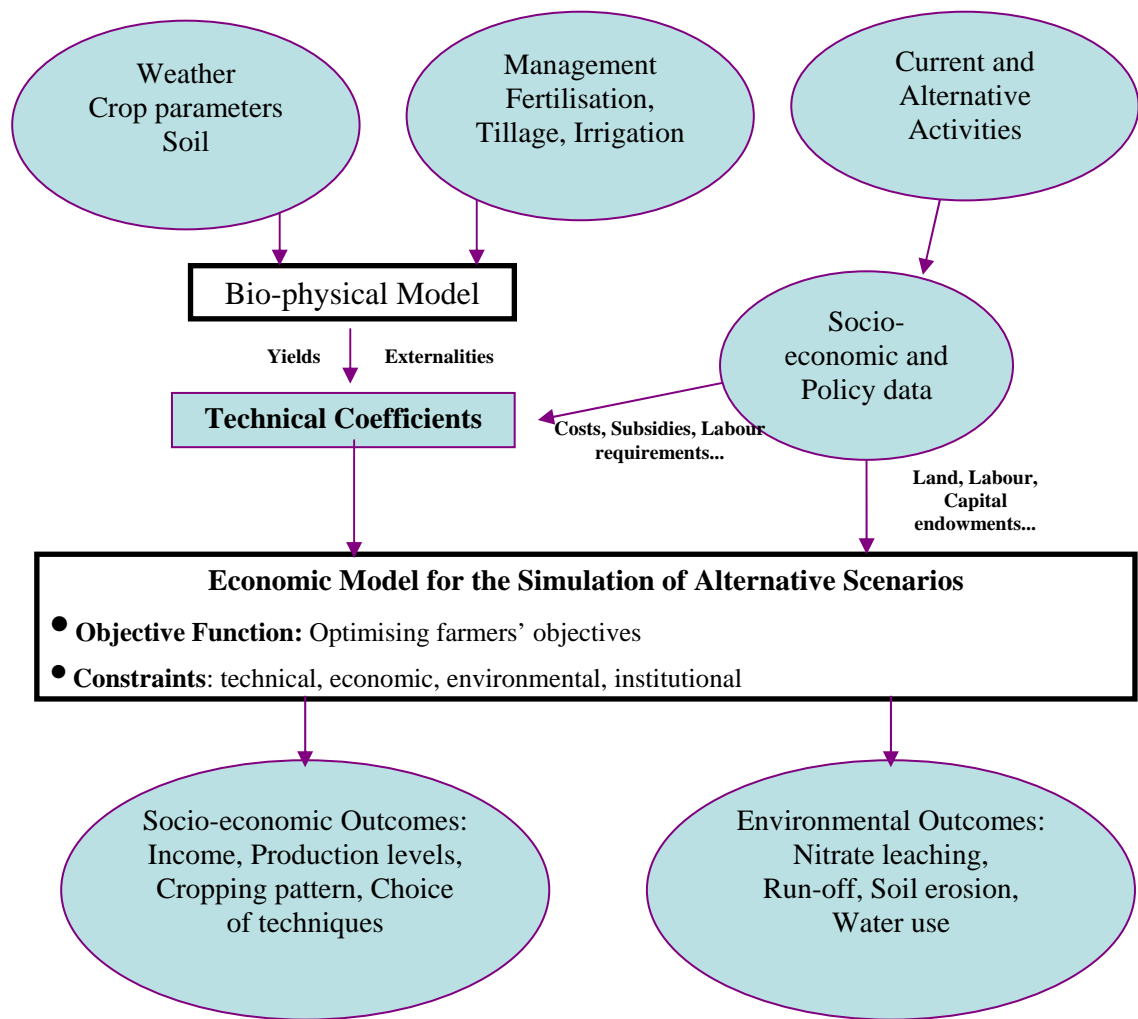 Weather
Crop parameters
Soil
Management
Fertilisation,
Tillage, Irrigation
Current and
Alternative
Activities
Bio-physical Model
Yields
Externalities
Socio-
economic and
Policy data
Technical Coefficients
Costs, Subsidies, Labour
requirements...
Land, Labour,
Capital
endowments...
Economic Model for the Simulation of Alternative Scenarios
• Objective Function: Optimising farmers’ objectives
• Constraints: technical, economic, environmental, institutional
Socio-economic Outcomes:
Income, Production levels,
Cropping pattern, Choice
of techniques
Environmental Outcomes:
Nitrate leaching,
Run-off, Soil erosion,
Water use